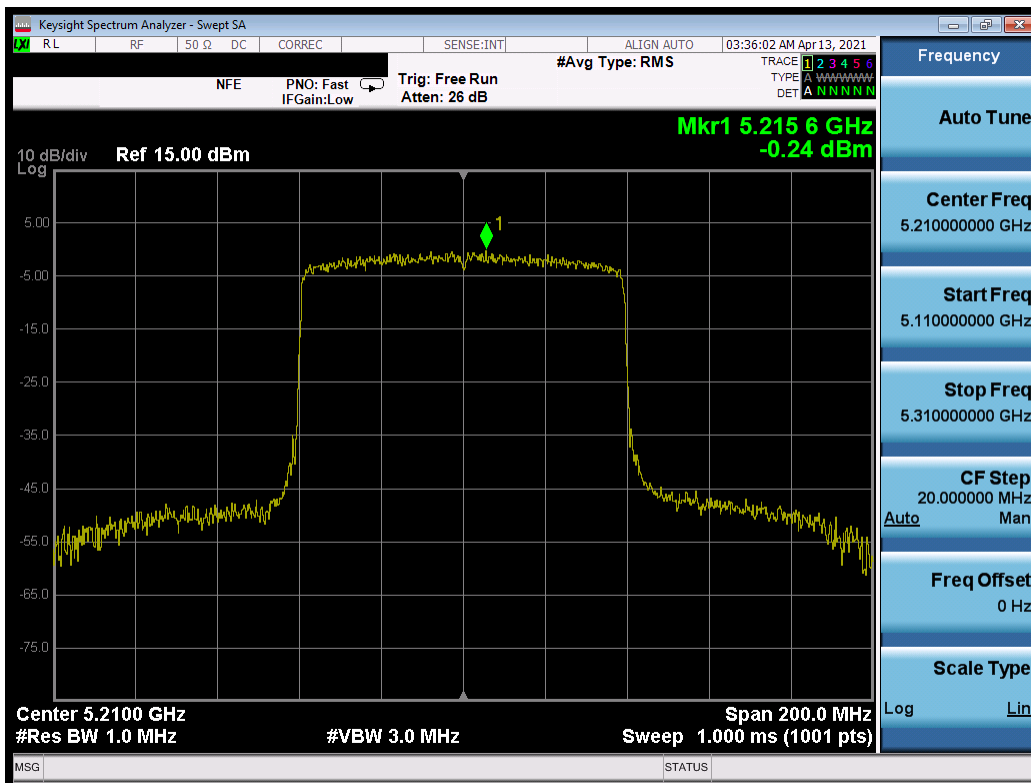 Keysight Spectrum Analyzer - Swept SA
LXI RL RF 50 Ω DC CORREC SENSE:INT ALIGN AUTO 03:36:02 AM Apr 13, 2021
NFE PNO: Fast IFGain:Low
Trig: Free Run
Atten: 26 dB
#Avg Type: RMS
TRACE 1 2 3 4 5 6
TYPE A WWWWW
DET A N N N N N
Mkr1 5.215 6 GHz
-0.24 dBm
10 dB/div Ref 15.00 dBm
Log
5.00
-5.00
-15.0
-25.0
-35.0
-45.0
-55.0
-65.0
-75.0
1
Center 5.2100 GHz Span 200.0 MHz
#Res BW 1.0 MHz #VBW 3.0 MHz Sweep 1.000 ms (1001 pts)
MSG STATUS
Frequency
Auto Tune
Center Freq
5.210000000 GHz
Start Freq
5.110000000 GHz
Stop Freq
5.310000000 GHz
CF Step
20.000000 MHz
Auto Man
Freq Offset
0 Hz
Scale Type
Log Lin